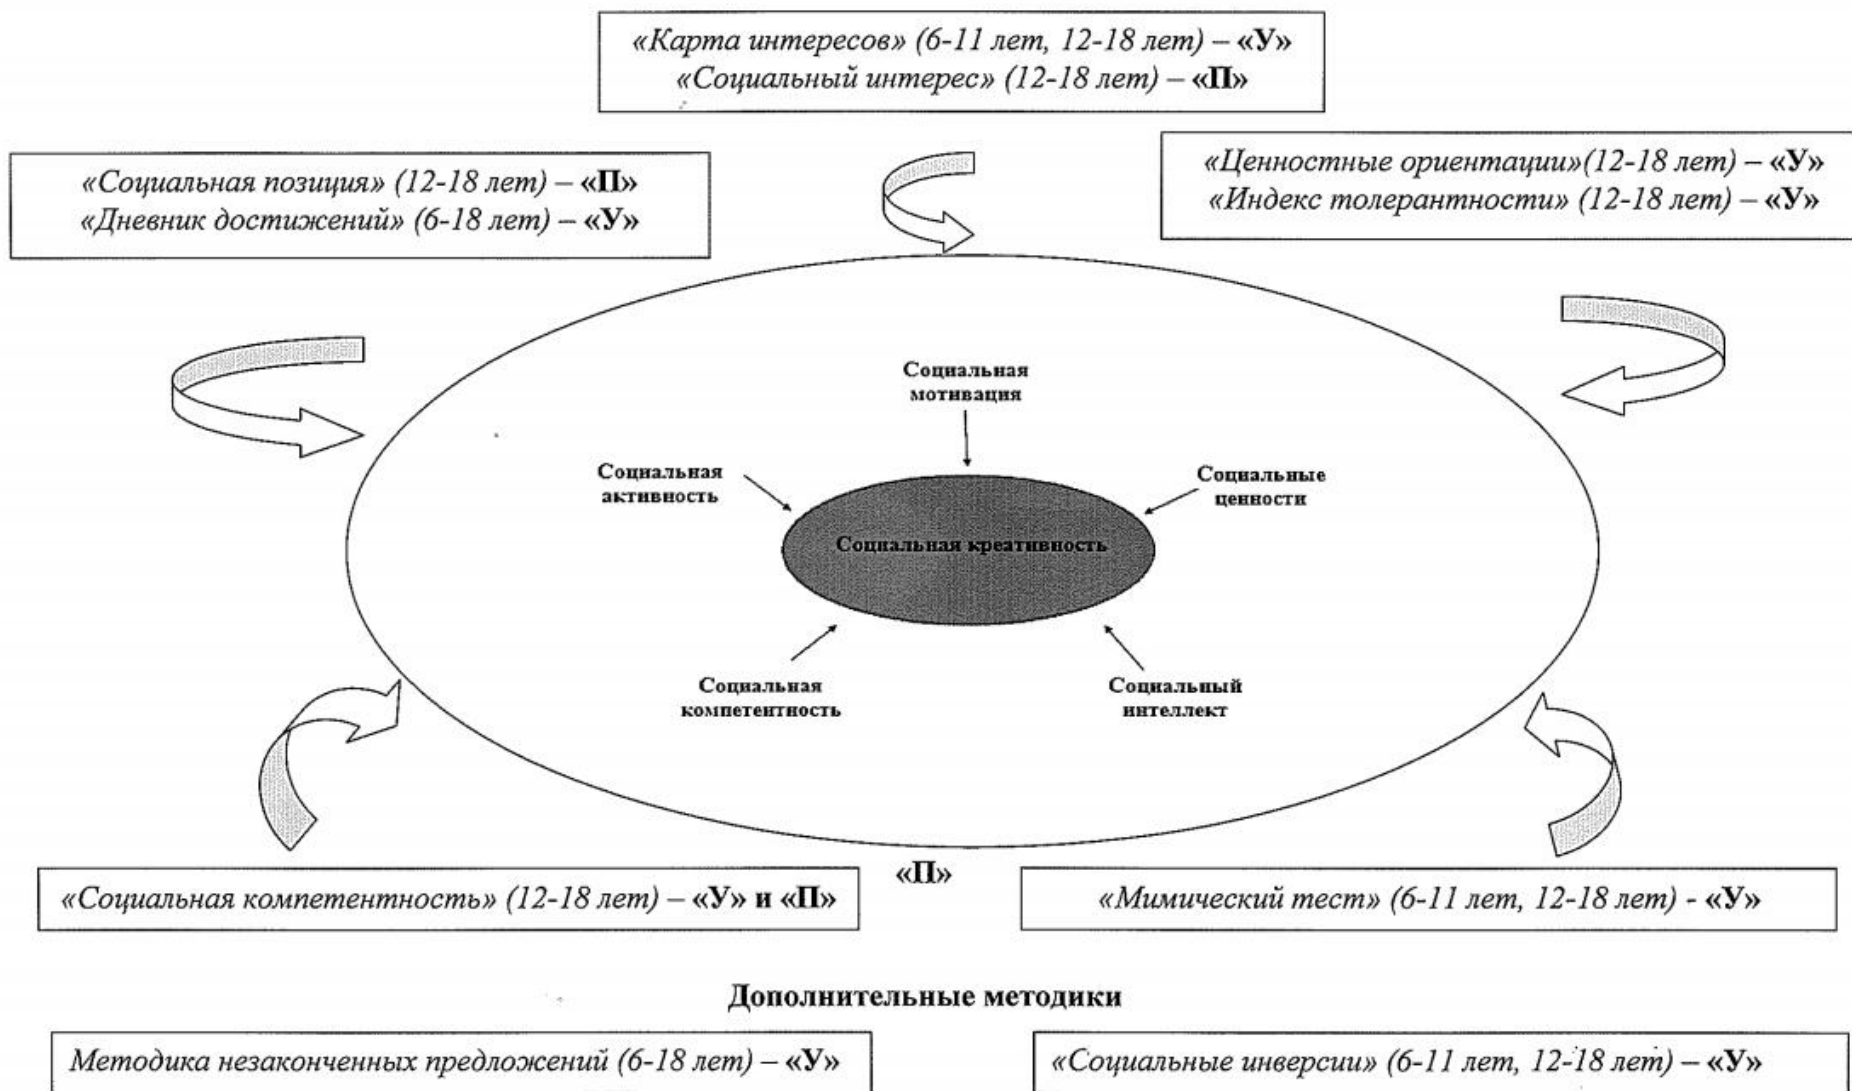 «Карта интересов» (6-11 лет, 12-18 лет) – «У»
«Социальный интерес» (12-18 лет) – «П»
«Социальная позиция» (12-18 лет) – «П»
«Дневник достижений» (6-18 лет) – «У»
«Ценностные ориентации»(12-18 лет) – «У»
«Индекс толерантности» (12-18 лет) – «У»
Социальная
мотивация
Социальная
активность
Социальные
ценности
Социальная креативность
Социальная
компетентность
Социальный
интеллект
«П»
«Социальная компетентность» (12-18 лет) – «У» и «П»
«Мимический тест» (6-11 лет, 12-18 лет) - «У»
Дополнительные методики
Методика незаконченных предложений (6-18 лет) – «У»
«Социальные инверсии» (6-11 лет, 12-18 лет) – «У»